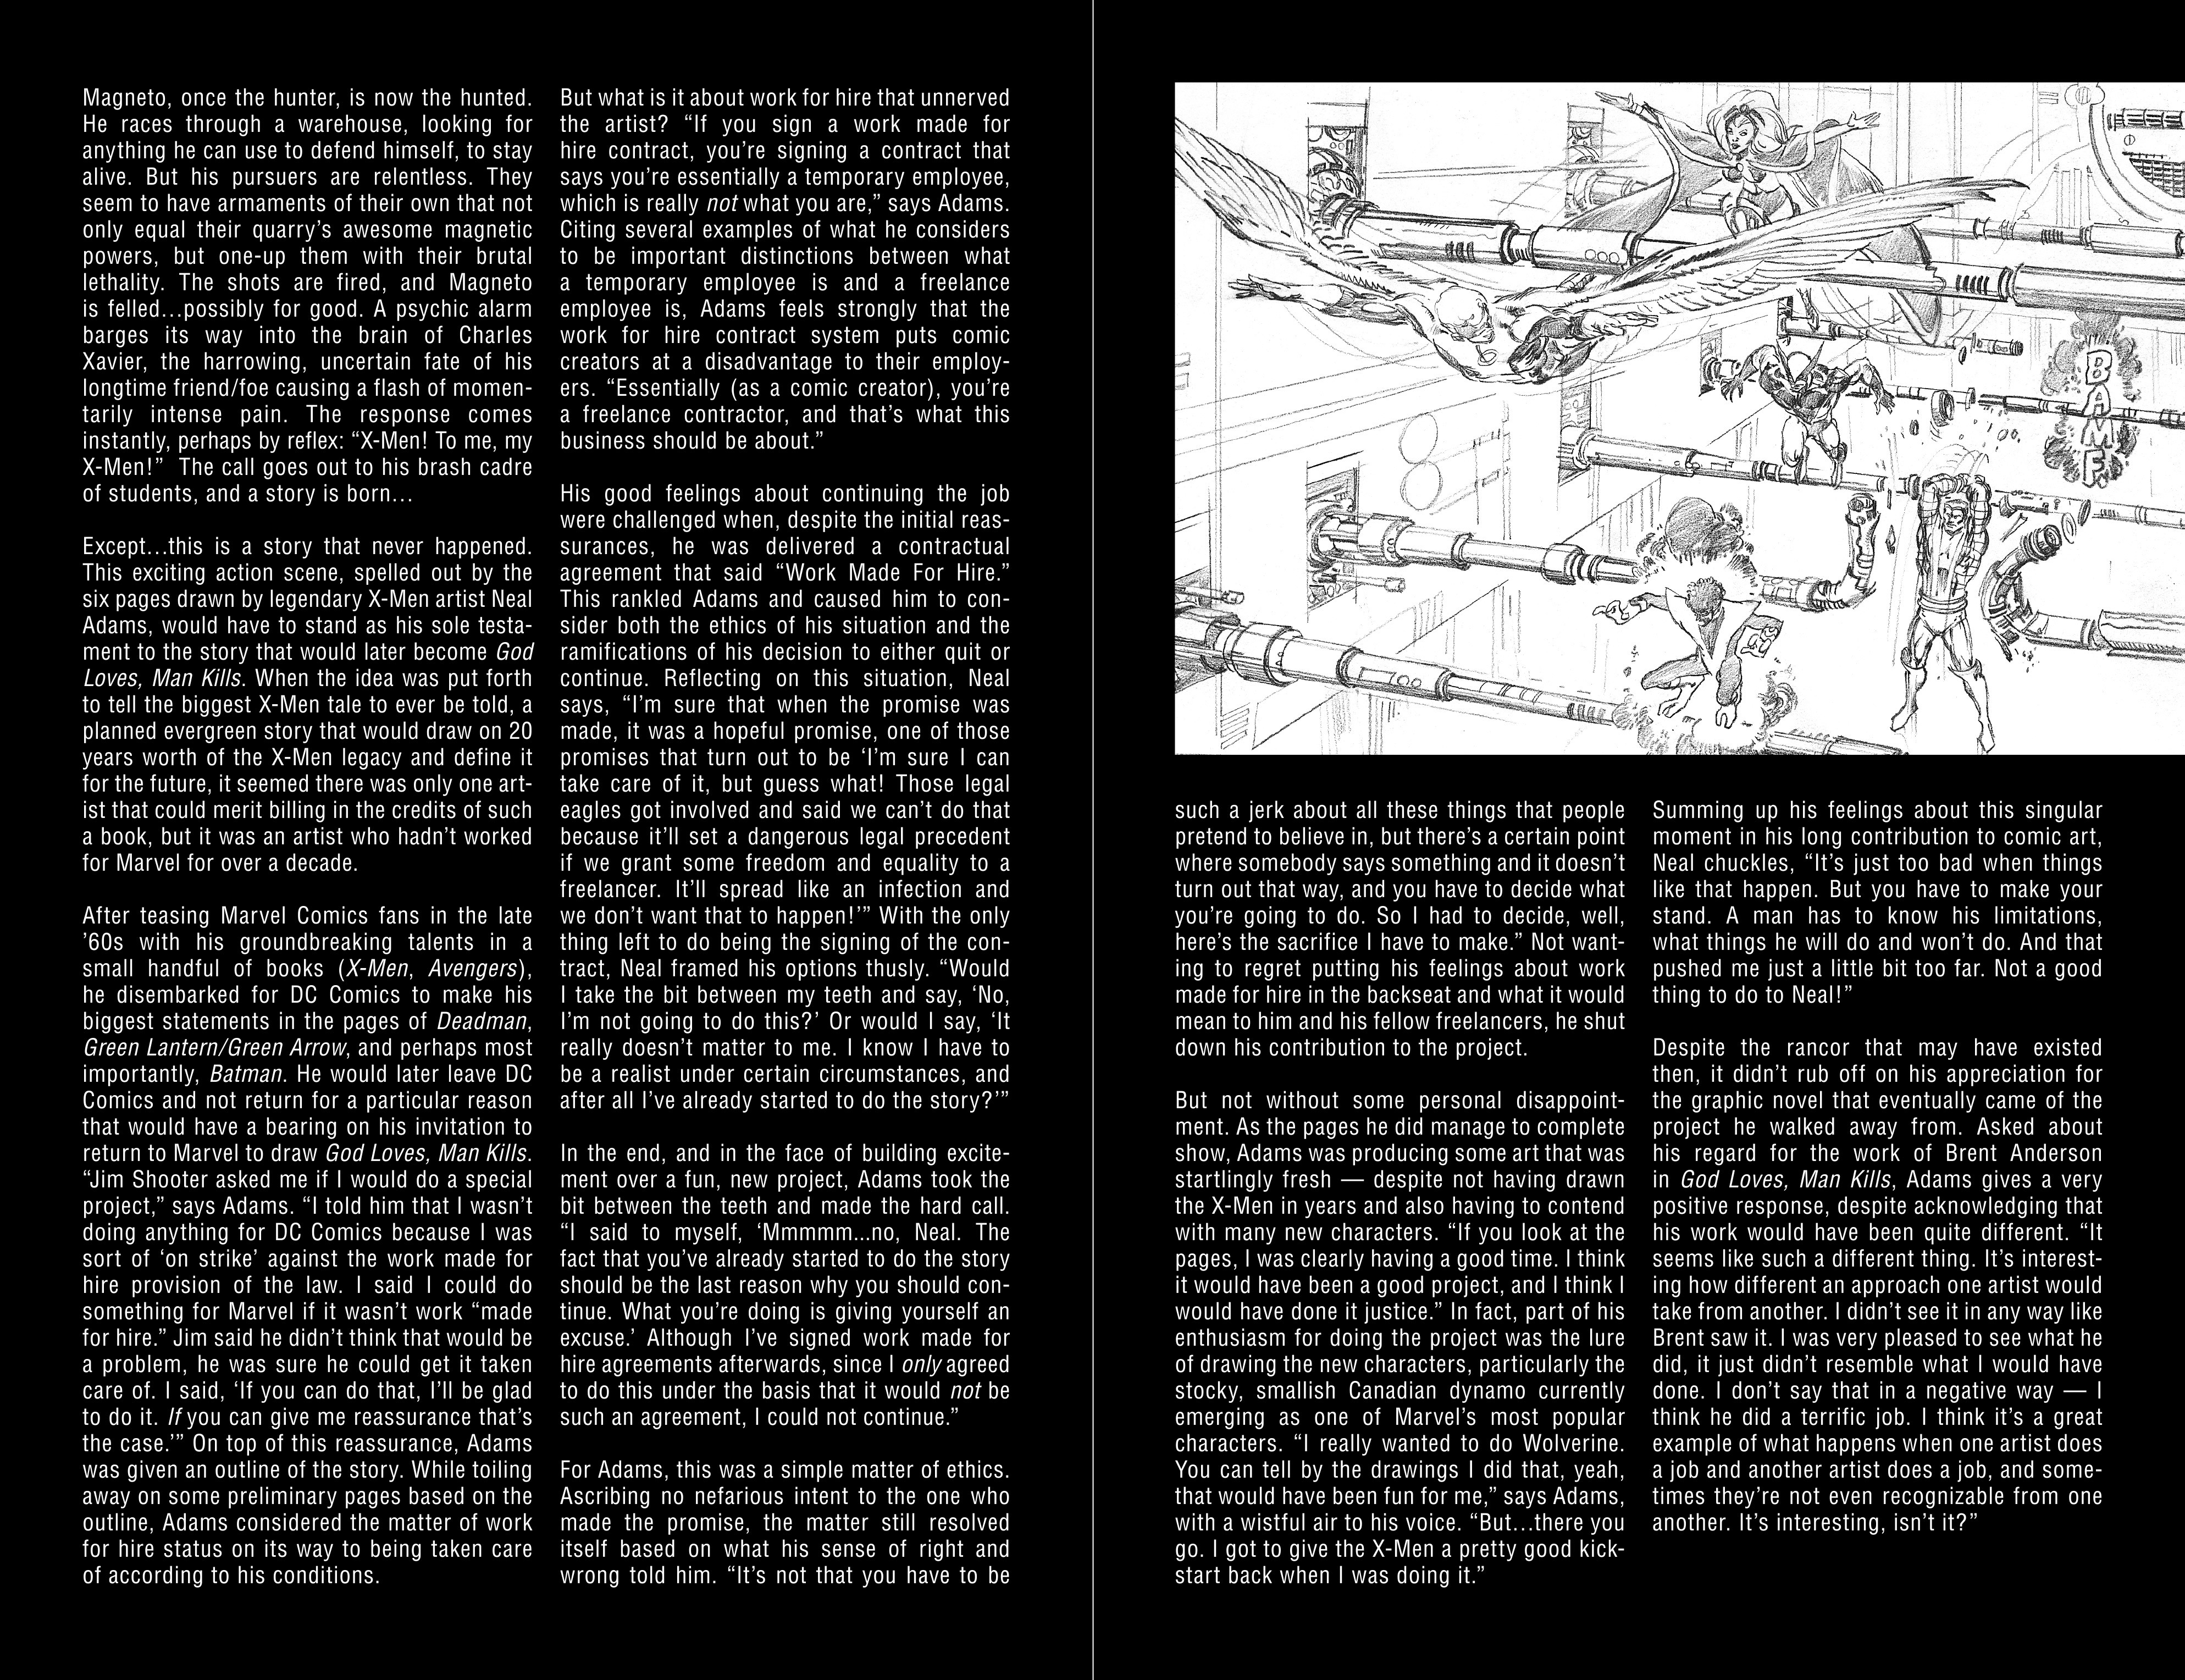 Magneto, once the hunter, is now the hunted.
He races through a warehouse, looking for
anything he can use to defend himself, to stay
alive. But his pursuers are relentless. They
seem to have armaments of their own that not
only equal their quarry’s awesome magnetic
powers, but one-up them with their brutal
lethality. The shots are fired, and Magneto
is felled…possibly for good. A psychic alarm
barges its way into the brain of Charles
Xavier, the harrowing, uncertain fate of his
longtime friend/foe causing a flash of momen-
tarily intense pain. The response comes
instantly, perhaps by reflex: “X-Men! To me, my
X-Men!” The call goes out to his brash cadre
of students, and a story is born…
Except…this is a story that never happened.
This exciting action scene, spelled out by the
six pages drawn by legendary X-Men artist Neal
Adams, would have to stand as his sole testa-
ment to the story that would later become God
Loves, Man Kills. When the idea was put forth
to tell the biggest X-Men tale to ever be told, a
planned evergreen story that would draw on 20
years worth of the X-Men legacy and define it
for the future, it seemed there was only one art-
ist that could merit billing in the credits of such
a book, but it was an artist who hadn’t worked
for Marvel for over a decade.
After teasing Marvel Comics fans in the late
’60s with his groundbreaking talents in a
small handful of books (X-Men, Avengers),
he disembarked for DC Comics to make his
biggest statements in the pages of Deadman,
Green Lantern/Green Arrow, and perhaps most
importantly, Batman. He would later leave DC
Comics and not return for a particular reason
that would have a bearing on his invitation to
return to Marvel to draw God Loves, Man Kills.
“Jim Shooter asked me if I would do a special
project,” says Adams. “I told him that I wasn’t
doing anything for DC Comics because I was
sort of ‘on strike’ against the work made for
hire provision of the law. I said I could do
something for Marvel if it wasn’t work “made
for hire.” Jim said he didn’t think that would be
a problem, he was sure he could get it taken
care of. I said, ‘If you can do that, I’ll be glad
to do it. If you can give me reassurance that’s
the case.’” On top of this reassurance, Adams
was given an outline of the story. While toiling
away on some preliminary pages based on the
outline, Adams considered the matter of work
for hire status on its way to being taken care
of according to his conditions.
But what is it about work for hire that unnerved
the artist? “If you sign a work made for
hire contract, you’re signing a contract that
says you’re essentially a temporary employee,
which is really not what you are,” says Adams.
Citing several examples of what he considers
to be important distinctions between what
a temporary employee is and a freelance
employee is, Adams feels strongly that the
work for hire contract system puts comic
creators at a disadvantage to their employ-
ers. “Essentially (as a comic creator), you’re
a freelance contractor, and that’s what this
business should be about.”
His good feelings about continuing the job
were challenged when, despite the initial reas-
surances, he was delivered a contractual
agreement that said “Work Made For Hire.”
This rankled Adams and caused him to con-
sider both the ethics of his situation and the
ramifications of his decision to either quit or
continue. Reflecting on this situation, Neal
says, “I’m sure that when the promise was
made, it was a hopeful promise, one of those
promises that turn out to be ‘I’m sure I can
take care of it, but guess what! Those legal
eagles got involved and said we can’t do that
because it’ll set a dangerous legal precedent
if we grant some freedom and equality to a
freelancer. It’ll spread like an infection and
we don’t want that to happen!’” With the only
thing left to do being the signing of the con-
tract, Neal framed his options thusly. “Would
I take the bit between my teeth and say, ‘No,
I’m not going to do this?’ Or would I say, ‘It
really doesn’t matter to me. I know I have to
be a realist under certain circumstances, and
after all I’ve already started to do the story?’”
In the end, and in the face of building excite-
ment over a fun, new project, Adams took the
bit between the teeth and made the hard call.
“I said to myself, ‘Mmmmm...no, Neal. The
fact that you’ve already started to do the story
should be the last reason why you should con-
tinue. What you’re doing is giving yourself an
excuse.’ Although I’ve signed work made for
hire agreements afterwards, since I only agreed
to do this under the basis that it would not be
such an agreement, I could not continue.”
For Adams, this was a simple matter of ethics.
Ascribing no nefarious intent to the one who
made the promise, the matter still resolved
itself based on what his sense of right and
wrong told him. “It’s not that you have to be
BAMF
such a jerk about all these things that people
pretend to believe in, but there’s a certain point
where somebody says something and it doesn’t
turn out that way, and you have to decide what
you’re going to do. So I had to decide, well,
here’s the sacrifice I have to make.” Not want-
ing to regret putting his feelings about work
made for hire in the backseat and what it would
mean to him and his fellow freelancers, he shut
down his contribution to the project.
But not without some personal disappoint-
ment. As the pages he did manage to complete
show, Adams was producing some art that was
startlingly fresh — despite not having drawn
the X-Men in years and also having to contend
with many new characters. “If you look at the
pages, I was clearly having a good time. I think
it would have been a good project, and I think I
would have done it justice.” In fact, part of his
enthusiasm for doing the project was the lure
of drawing the new characters, particularly the
stocky, smallish Canadian dynamo currently
emerging as one of Marvel’s most popular
characters. “I really wanted to do Wolverine.
You can tell by the drawings I did that, yeah,
that would have been fun for me,” says Adams,
with a wistful air to his voice. “But…there you
go. I got to give the X-Men a pretty good kick-
start back when I was doing it.”
Summing up his feelings about this singular
moment in his long contribution to comic art,
Neal chuckles, “It’s just too bad when things
like that happen. But you have to make your
stand. A man has to know his limitations,
what things he will do and won’t do. And that
pushed me just a little bit too far. Not a good
thing to do to Neal!”
Despite the rancor that may have existed
then, it didn’t rub off on his appreciation for
the graphic novel that eventually came of the
project he walked away from. Asked about
his regard for the work of Brent Anderson
in God Loves, Man Kills, Adams gives a very
positive response, despite acknowledging that
his work would have been quite different. “It
seems like such a different thing. It’s interest-
ing how different an approach one artist would
take from another. I didn’t see it in any way like
Brent saw it. I was very pleased to see what he
did, it just didn’t resemble what I would have
done. I don’t say that in a negative way — I
think he did a terrific job. I think it’s a great
example of what happens when one artist does
a job and another artist does a job, and some-
times they’re not even recognizable from one
another. It’s interesting, isn’t it?”